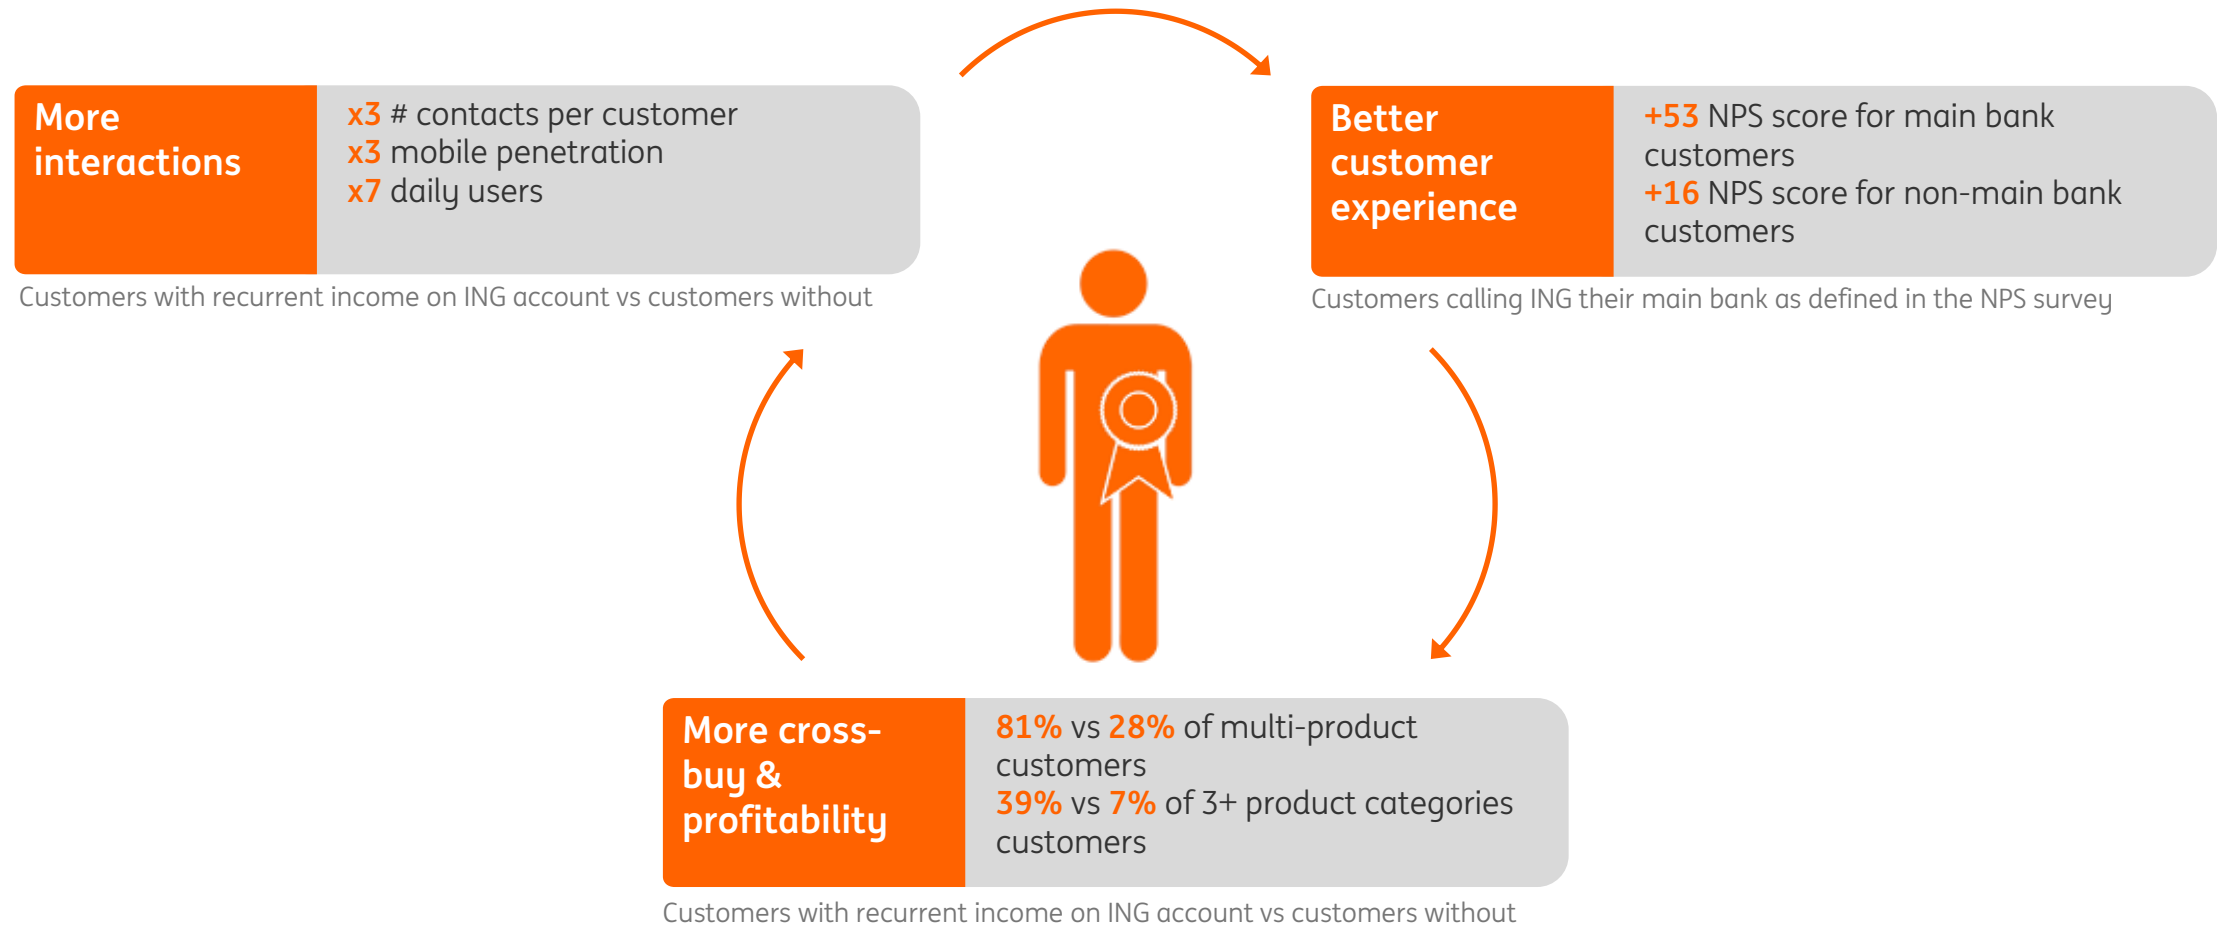 More
interactions
x3 # contacts per customer
x3 mobile penetration
x7 daily users
Customers with recurrent income on ING account vs customers without
Better
customer
experience
+53 NPS score for main bank
customers
+16 NPS score for non-main bank
customers
Customers calling ING their main bank as defined in the NPS survey
More cross-
buy &
profitability
81% vs 28% of multi-product
customers
39% vs 7% of 3+ product categories
customers
Customers with recurrent income on ING account vs customers without